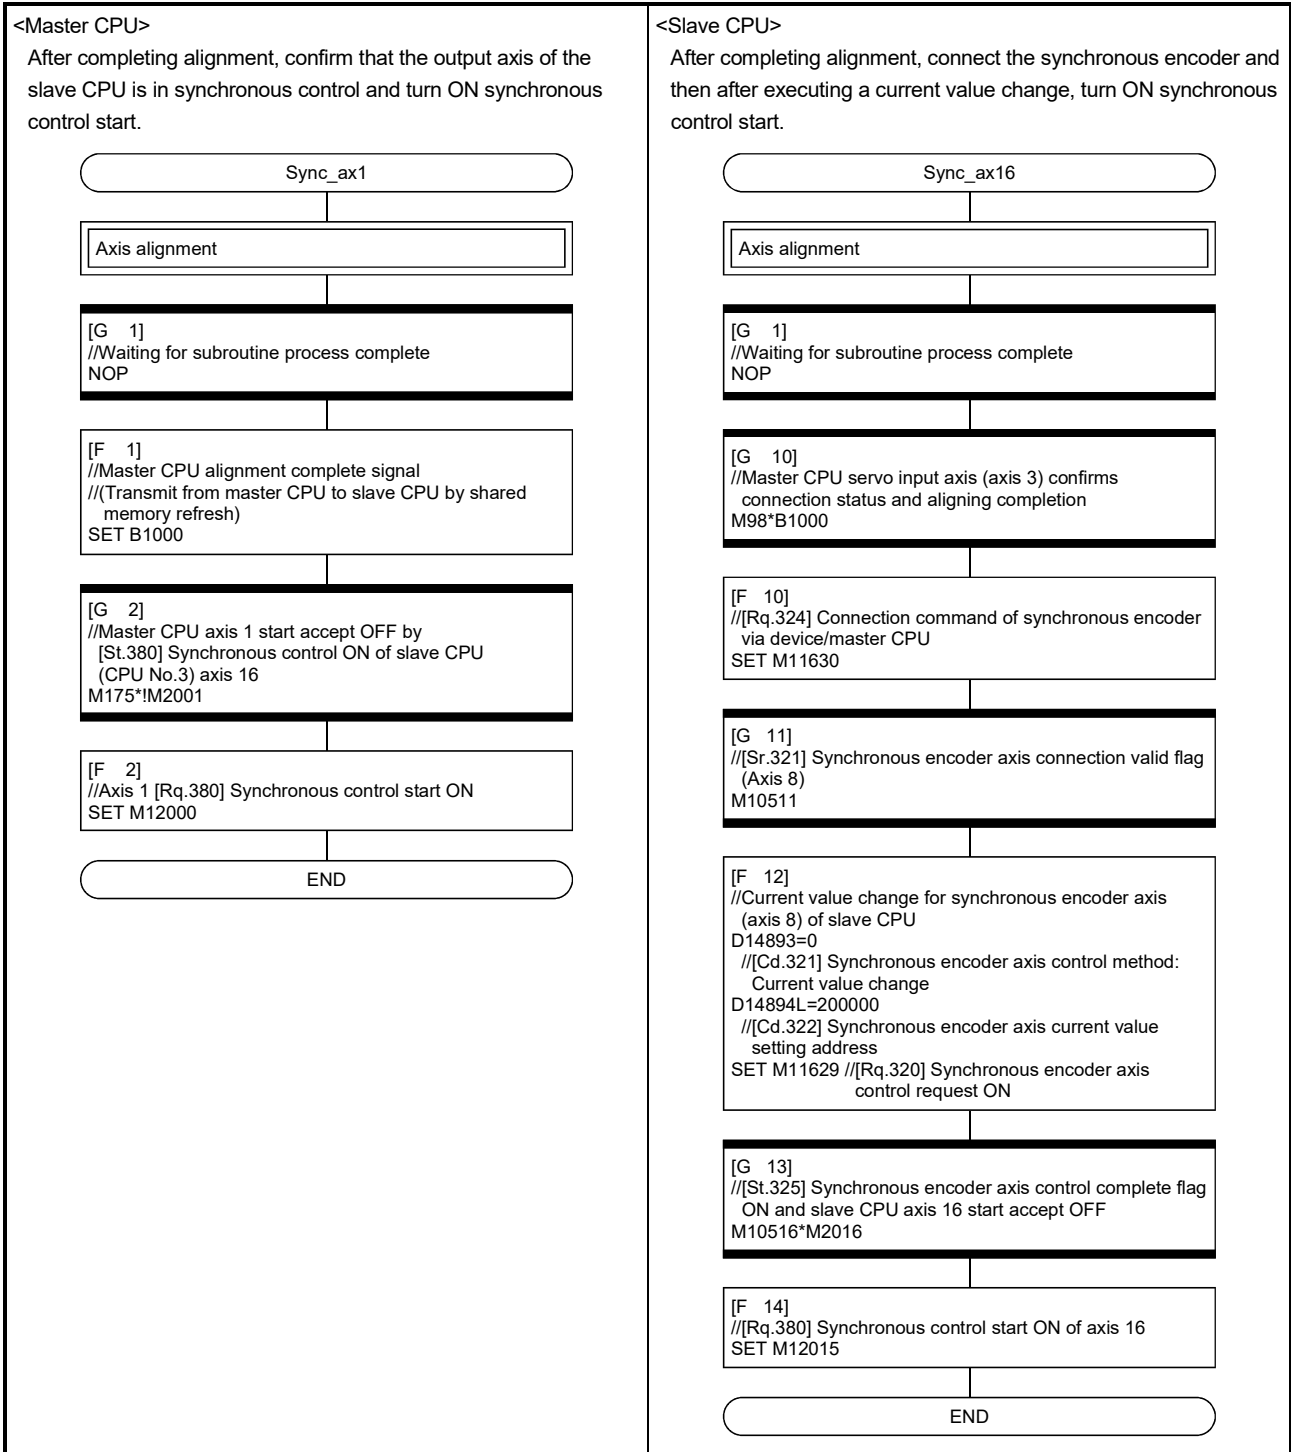 <Master CPU>
After completing alignment, confirm that the output axis of the
slave CPU is in synchronous control and turn ON synchronous
control start.
Sync_ax1
Axis alignment
[G 1]
//Waiting for subroutine process complete
NOP
[F 1]
//Master CPU alignment complete signal
//(Transmit from master CPU to slave CPU by shared
memory refresh)
SET B1000
[G 2]
//Master CPU axis 1 start accept OFF by
[St.380] Synchronous control ON of slave CPU
(CPU No.3) axis 16
M175*!M2001
[F 2]
//Axis 1 [Rq.380] Synchronous control start ON
SET M12000
END
<Slave CPU>
After completing alignment, connect the synchronous encoder and
then after executing a current value change, turn ON synchronous
control start.
Sync_ax16
Axis alignment
[G 1]
//Waiting for subroutine process complete
NOP
[G 10]
//Master CPU servo input axis (axis 3) confirms
connection status and aligning completion
M98*B1000
[F 10]
//[Rq.324] Connection command of synchronous encoder
via device/master CPU
SET M11630
[G 11]
//[Sr.321] Synchronous encoder axis connection valid flag
(Axis 8)
M10511
[F 12]
//Current value change for synchronous encoder axis
(axis 8) of slave CPU
D14893=0
//[Cd.321] Synchronous encoder axis control method:
Current value change
D14894L=200000
//[Cd.322] Synchronous encoder axis current value
setting address
SET M11629 //[Rq.320] Synchronous encoder axis
control request ON
[G 13]
//[St.325] Synchronous encoder axis control complete flag
ON and slave CPU axis 16 start accept OFF
M10516*M2016
[F 14]
//[Rq.380] Synchronous control start ON of axis 16
SET M12015
END